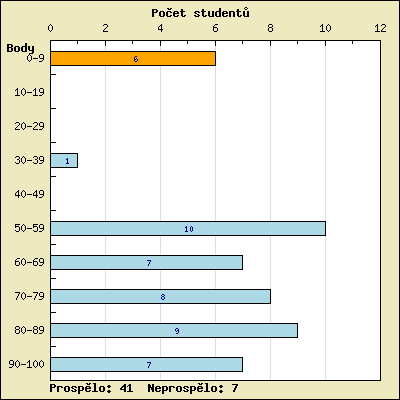 Počet studentů
0 2 4 6 8 10 12
Body
0-9 6
10-19
20-29
30-39 1
40-49
50-59 10
60-69 7
70-79 8
80-89 9
90-100 7
Prospělo: 41 Neprospělo: 7